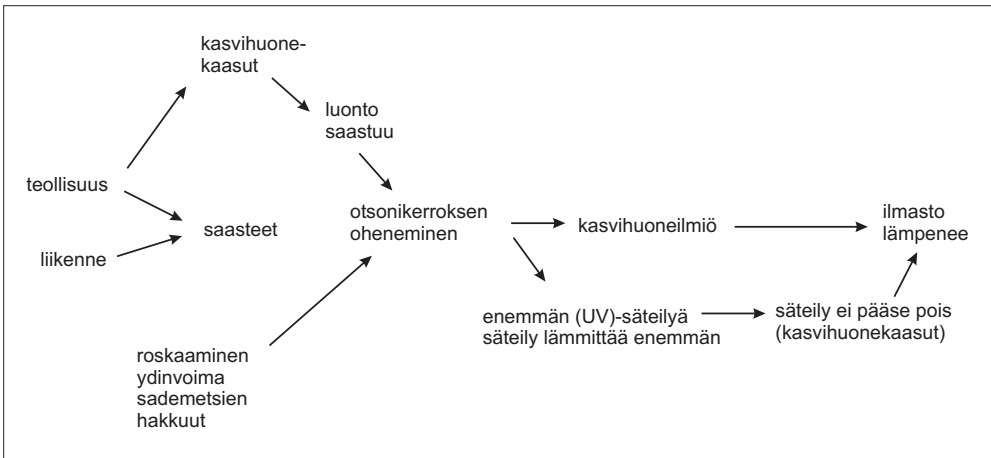 kasvihuone-
kaasut
luonto
saastuu
teollisuus
saasteet
liikenne
otsonikerroksen
oheneminen
kasvihuoneilmiö
ilmasto
lämpenee
enemmän (UV)-säteilyä
säteily lämmittää enemmän
säteily ei pääse pois
(kasvihuonekaasut)
roskaaminen
ydinvoima
sademetsien
hakkuut